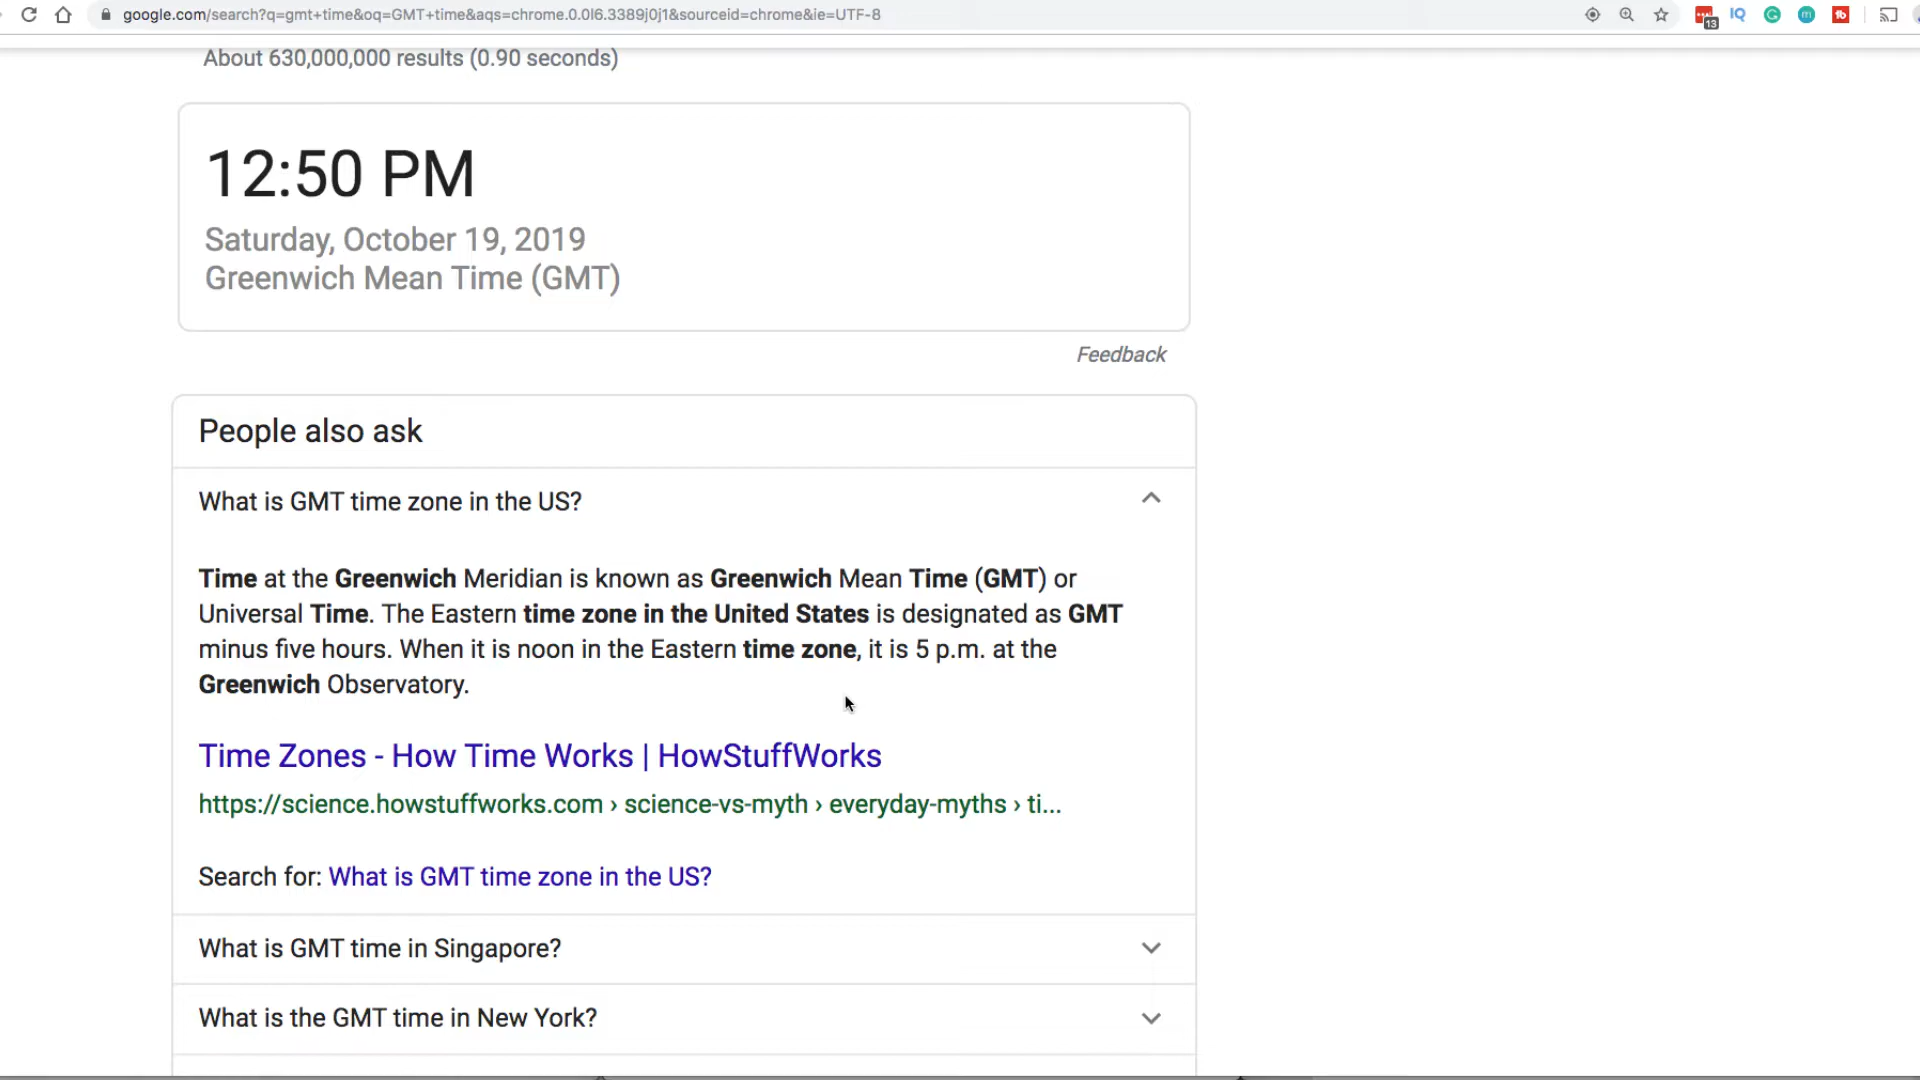 google.com/search?q=gmt+time&oq=GMT+time&aqs=chrome.0.0l6.3389j0j1&sourceid=chrome&ie=UTF-8
13
IQ
G
m
tb
About 630,000,000 results (0.90 seconds)
12:50 PM
Saturday, October 19, 2019
Greenwich Mean Time (GMT)
Feedback
People also ask
What is GMT time zone in the US?
Time at the Greenwich Meridian is known as Greenwich Mean Time (GMT) or
Universal Time. The Eastern time zone in the United States is designated as GMT
minus five hours. When it is noon in the Eastern time zone, it is 5 p.m. at the
Greenwich Observatory.
Time Zones - How Time Works | HowStuffWorks
https://science.howstuffworks.com › science-vs-myth › everyday-myths › ti...
Search for: What is GMT time zone in the US?
What is GMT time in Singapore?
What is the GMT time in New York?